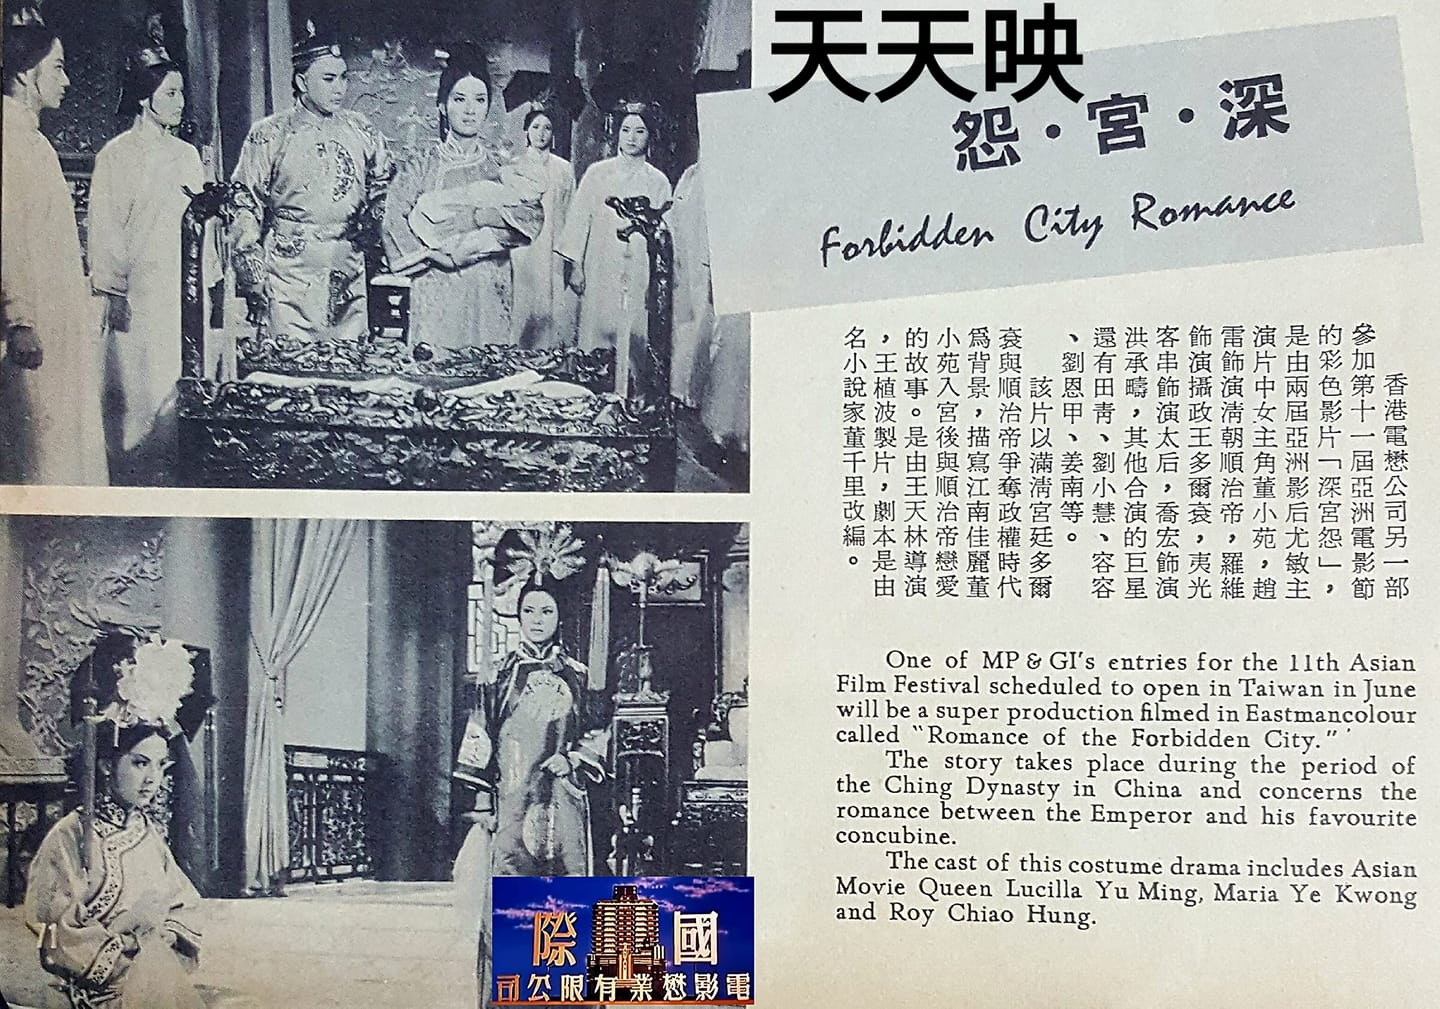 天天映
深・宮・怨
Forbidden City Romance
香港電懋公司另一部
參加第十一屆亞洲電影節
的彩色影片「深宮怨」，
是由兩屆亞洲影后尤敏主
演片中女主角董小苑，趙
雷飾演清朝順治帝，羅維
飾演攝政王多爾袞，夷光
客串飾演太后，喬宏飾演
洪承疇，其他合演的巨星
還有田青、劉小慧、容容
、劉恩甲、姜南等。
該片以滿清宮廷多爾
袞與順治帝爭奪政權時代
爲背景，描寫江南佳麗董
小苑入宮後與順治帝戀愛
的故事。是由王天林導演
，王植波製片，劇本是由
名小說家董千里改編。
One of MP & GI's entries for the 11th Asian
Film Festival scheduled to open in Taiwan in June
will be a super production filmed in Eastmancolour
called "Romance of the Forbidden City."
The story takes place during the period of
the Ching Dynasty in China and concerns the
romance between the Emperor and his favourite
concubine.
The cast of this costume drama includes Asian
Movie Queen Lucilla Yu Ming, Maria Ye Kwong
and Roy Chiao Hung.
國際
電影懋業有限公司